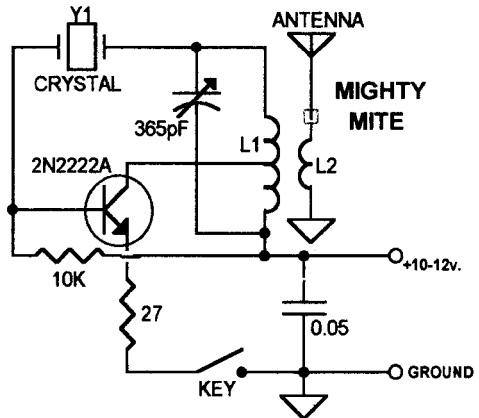 Y1
CRYSTAL
ANTENNA
MIGHTY
MITE
365pF
L1
L2
2N2222A
10K
+10-12v.
27
0.05
KEY
GROUND